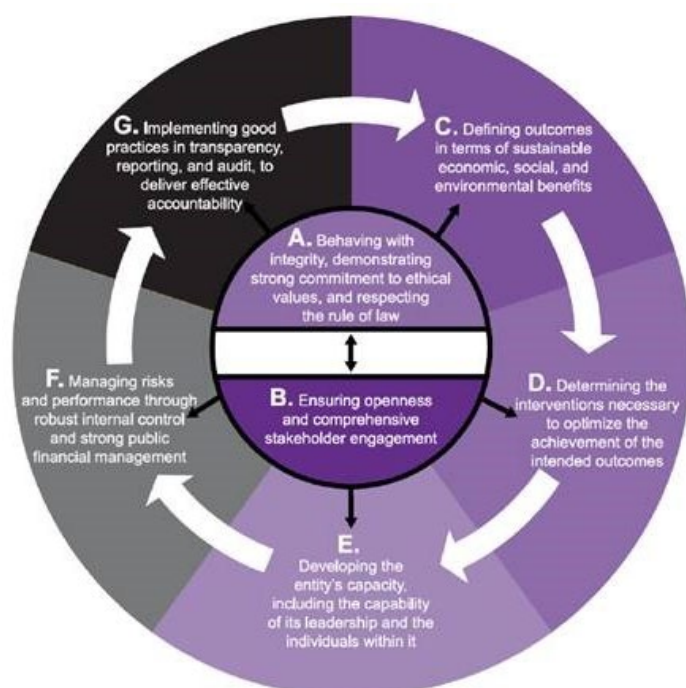 A. Behaving with
integrity, demonstrating
strong commitment to ethical
values, and respecting
the rule of law
B. Ensuring openness
and comprehensive
stakeholder engagement
C. Defining outcomes
in terms of sustainable
economic, social, and
environmental benefits
D. Determining the
interventions necessary
to optimize the
achievement of the
intended outcomes
E.
Developing the
entity's capacity,
including the capability
of its leadership and the
individuals within it
F. Managing risks
and performance through
robust internal control
and strong public
financial management
G. Implementing good
practices in transparency,
reporting, and audit, to
deliver effective
accountability